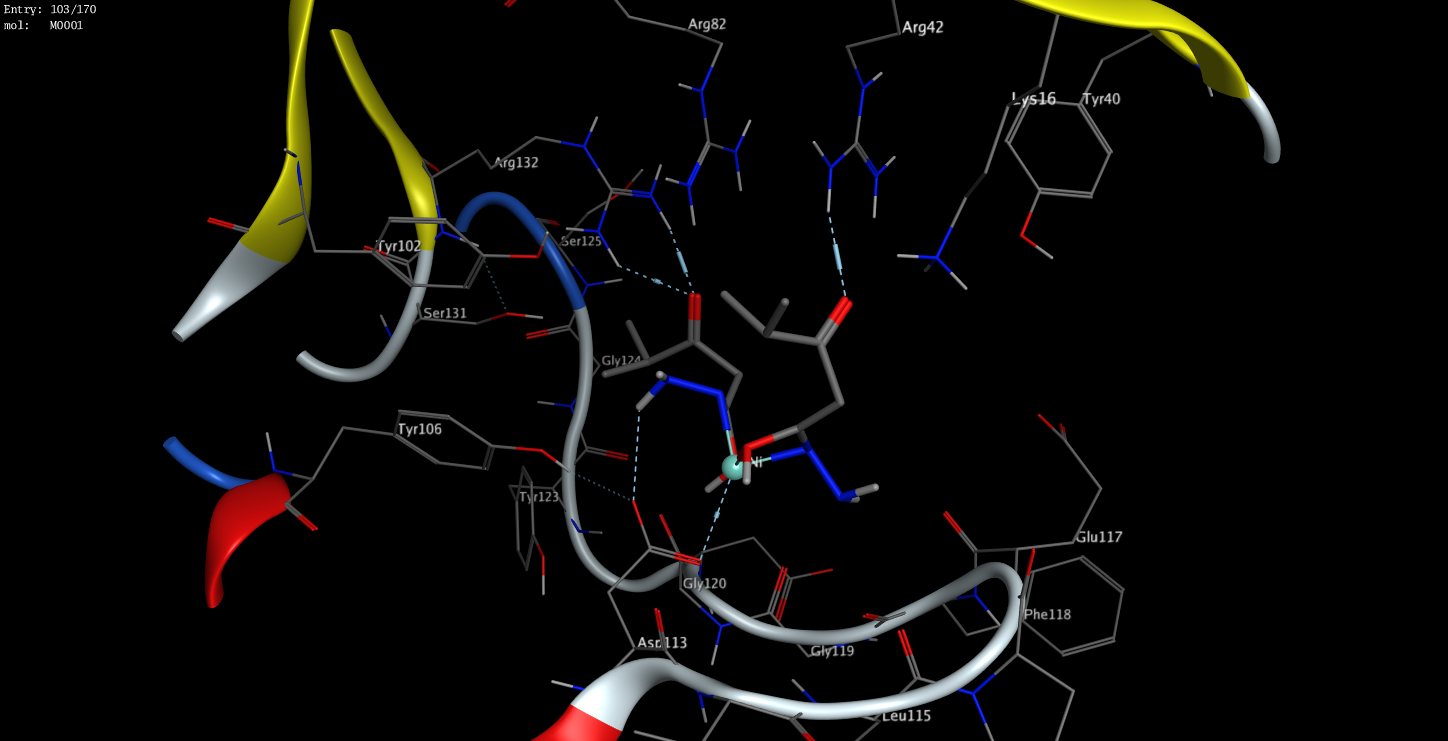 Entry: 103/170
mol: M0001
Arg82
Arg42
Lys16
Tyr40
Arg132
Ser125
Tyr102
Ser131
Gly124
Tyr106
Ni
Tyr123
Glu117
Gly120
Phe118
Asp113
Gly119
Leu115